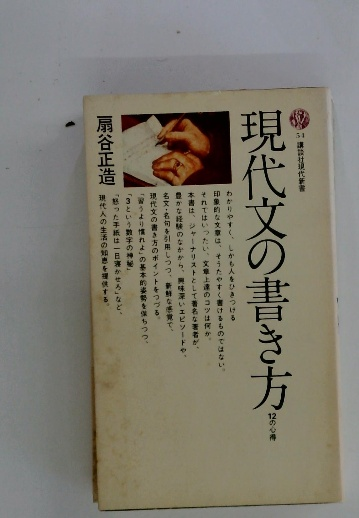 54
講談社現代新書
現代文の書き方
12の心得
扇谷正造
わかりやすく、しかも人をひきつける
印象的な文章は、そうたやすく書けるものではない。
それではいったい、文章上達のコツは何か。
本書は、ジャーナリストとして著名な著者が、
豊かな経験のなかから、興味深いエピソードや、
名文・名句を引用しつつ、新鮮な感覚で、
現代文の書き方のポイントをつづる。
「習うより慣れよ」の基本的姿勢を保ちつつ、
「3という数字の神秘」
「怒った手紙は一日寝かせろ」など、
現代人の生活の知恵を提供する。